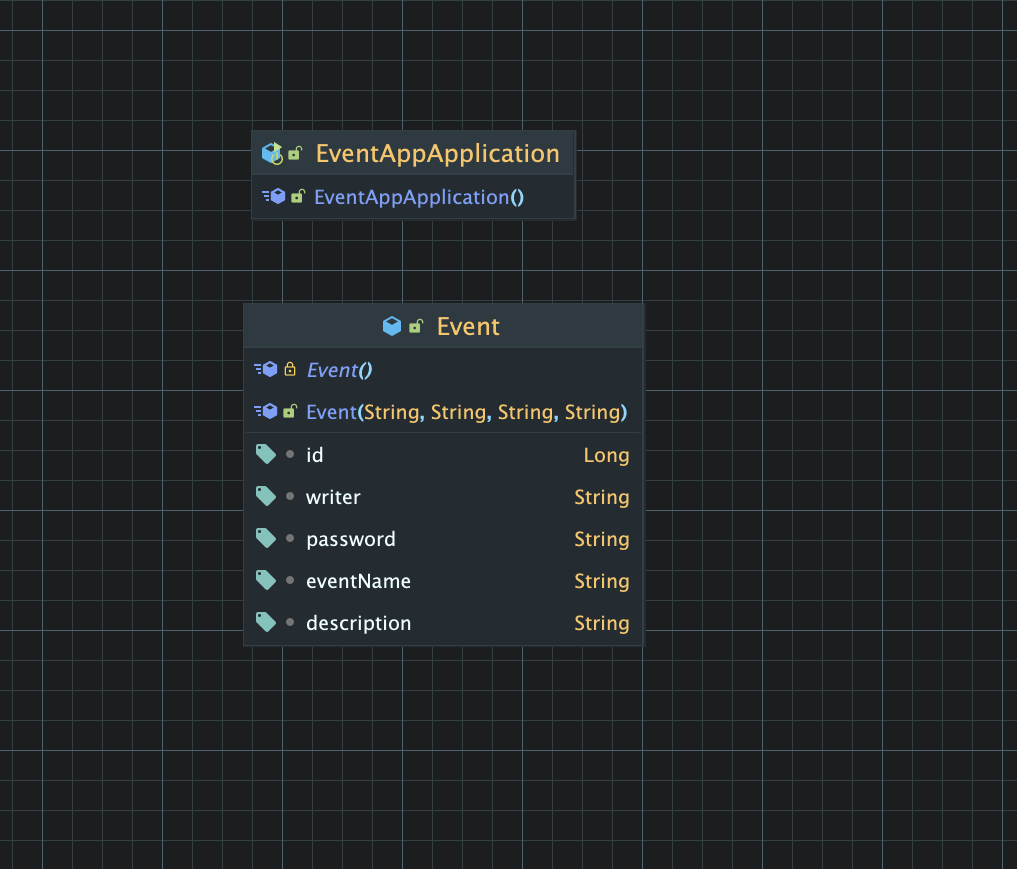 EventAppApplication
EventAppApplication()
Event
Event()
Event(String, String, String, String)
id Long
writer String
password String
eventName String
description String